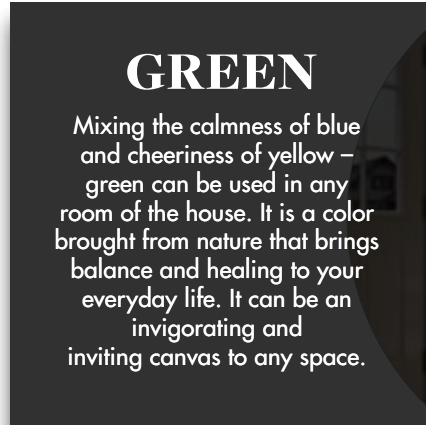 GREEN
Mixing the calmness of blue
and cheeriness of yellow –
green can be used in any
room of the house. It is a color
brought from nature that brings
balance and healing to your
everyday life. It can be an
invigorating and
inviting canvas to any space.